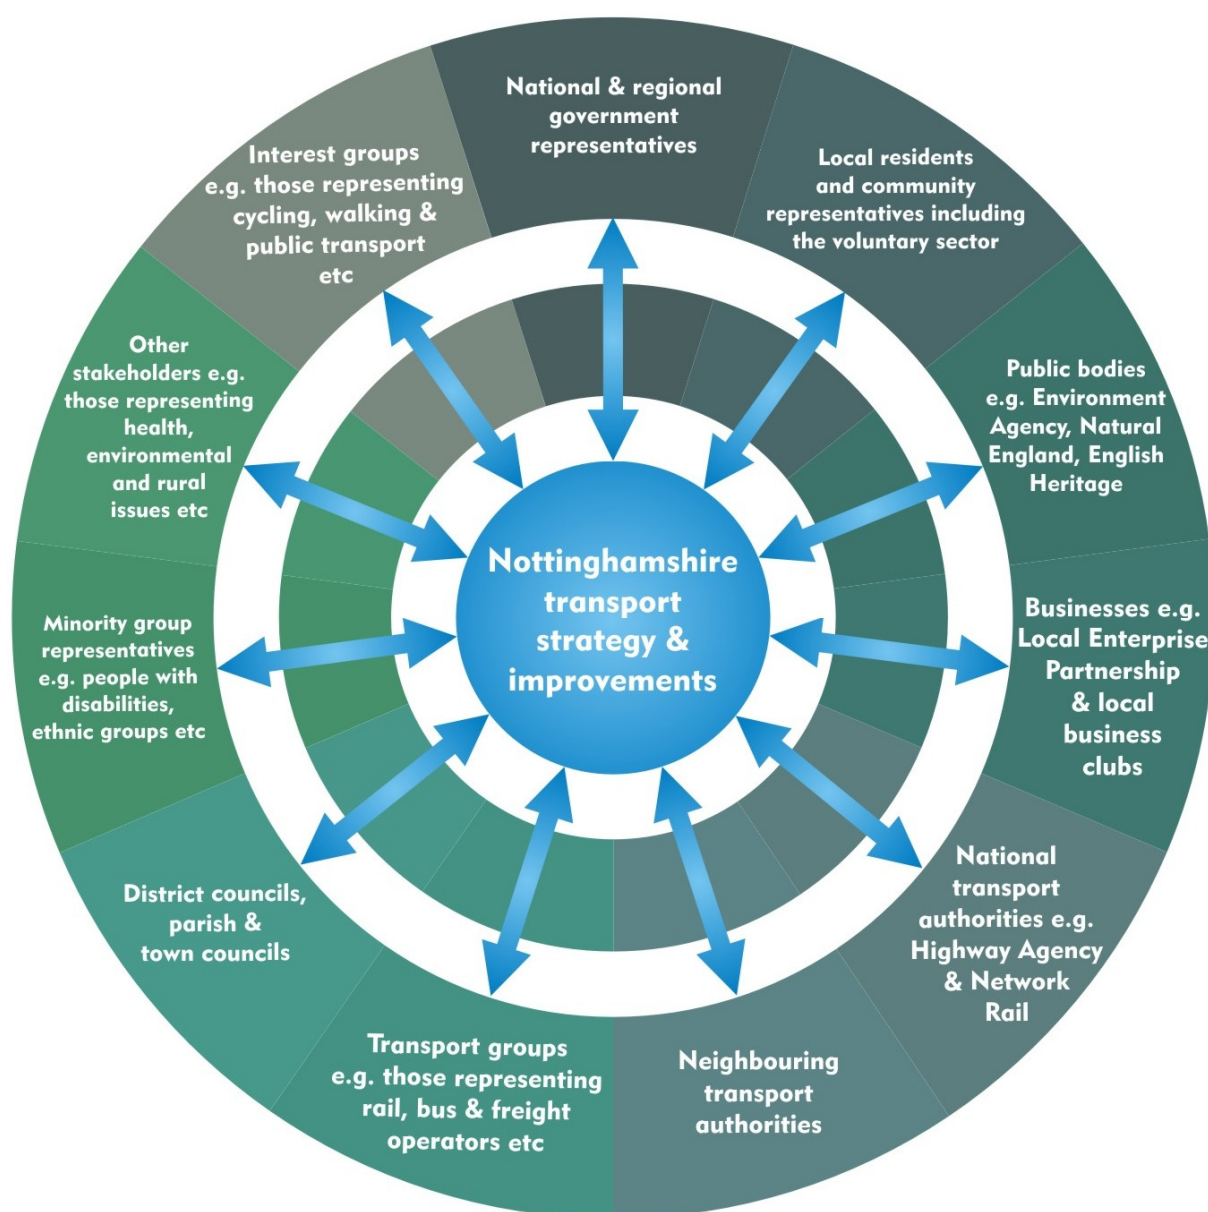 National & regional
government
representatives
Local residents
and community
representatives including
the voluntary sector
Public bodies
e.g. Environment
Agency, Natural
England, English
Heritage
Businesses e.g.
Local Enterprise
Partnership
& local
business
clubs
National
transport
authorities e.g.
Highway Agency
& Network
Rail
Neighbouring
transport
authorities
Transport groups
e.g. those representing
rail, bus & freight
operators etc
District councils,
parish &
town councils
Minority group
representatives
e.g. people with
disabilities,
ethnic groups etc
Other
stakeholders e.g.
those representing
health,
environmental
and rural
issues etc
Interest groups
e.g. those representing
cycling, walking &
public transport
etc
Nottinghamshire
transport
strategy &
improvements